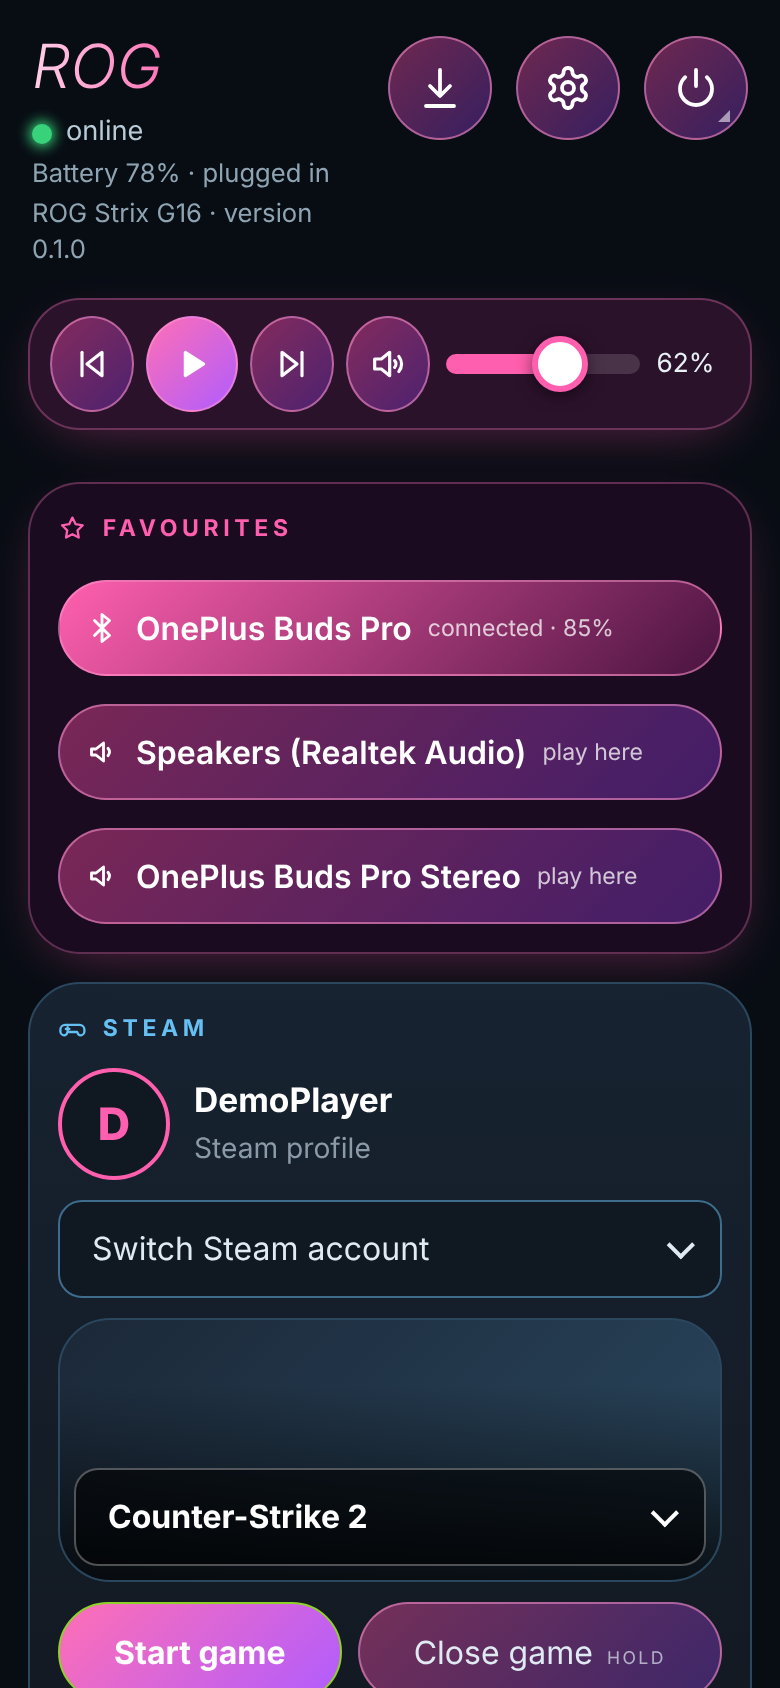 ROG
online
Battery 78% · plugged in
ROG Strix G16 · version
0.1.0
62%
FAVOURITES
OnePlus Buds Pro connected · 85%
Speakers (Realtek Audio) play here
OnePlus Buds Pro Stereo play here
STEAM
D
DemoPlayer
Steam profile
Switch Steam account
Counter-Strike 2
Start game
Close game HOLD